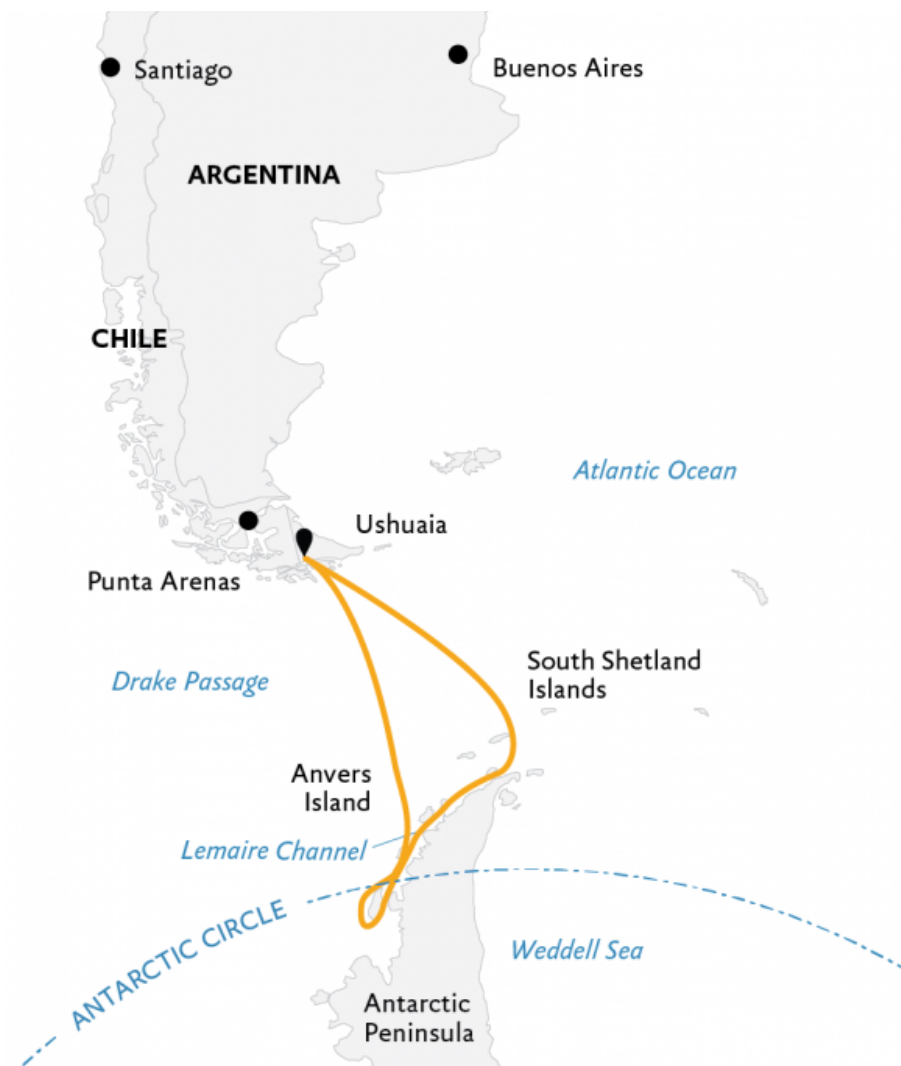 Santiago
Buenos Aires
ARGENTINA
CHILE
Atlantic Ocean
Ushuaia
Punta Arenas
South Shetland
Islands
Drake Passage
Anvers
Island
Lemaire Channel
ANTARCTIC CIRCLE
Weddell Sea
Antarctic
Peninsula